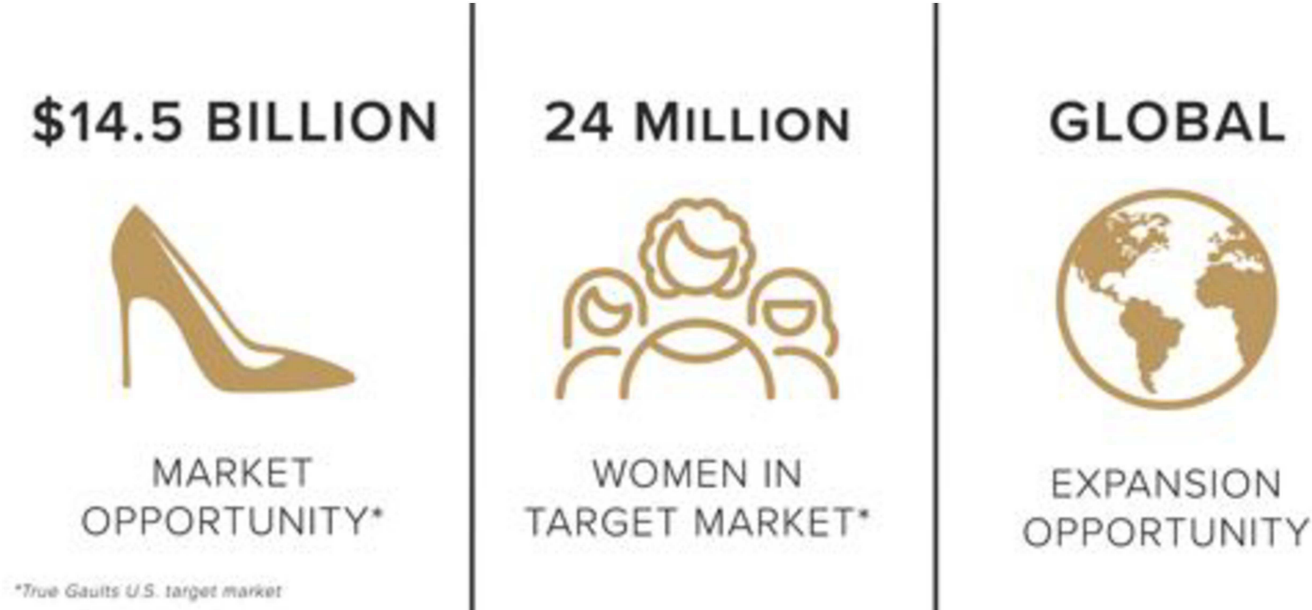 $14.5 BILLION
MARKET
OPPORTUNITY*
*True Gaults U.S. target market
24 MILLION
WOMEN IN
TARGET MARKET*
GLOBAL
EXPANSION
OPPORTUNITY